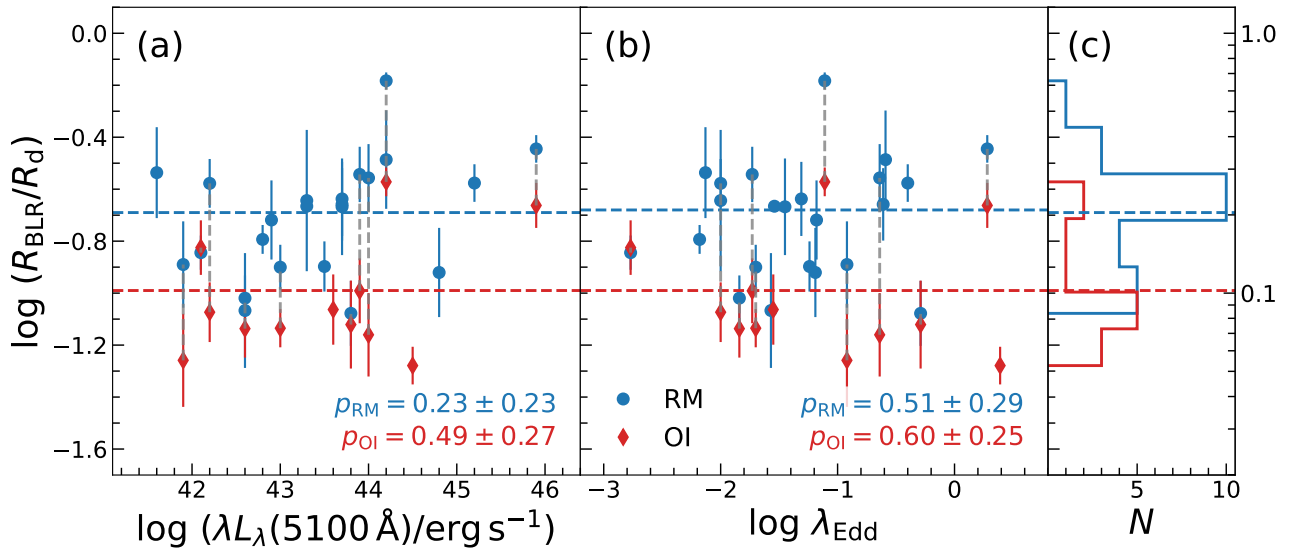 (a)
(b)
(c)
0.0
−0.4
−0.8
−1.2
−1.6
log (R_BLR/R_d)
p_RM = 0.23 ± 0.23
p_OI = 0.49 ± 0.27
RM
OI
p_RM = 0.51 ± 0.29
p_OI = 0.60 ± 0.25
1.0
0.1
42 43 44 45 46
−3 −2 −1 0
5 10
log (λL_λ(5100 Å)/erg s⁻¹)
log λ_Edd
N